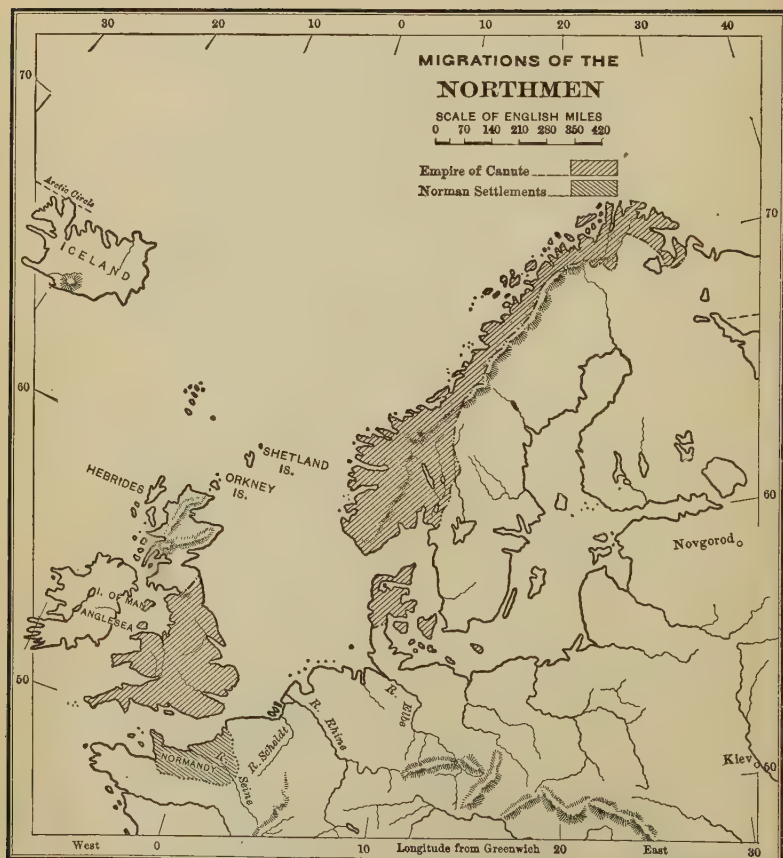 30 20 10 0 10 20 30 40
MIGRATIONS OF THE
NORTHMEN
SCALE OF ENGLISH MILES
0 70 140 210 280 350 420
Empire of Canute
Norman Settlements
70
Arctic Circle
ICELAND
70
60
SHETLAND
IS.
HEBRIDES
ORKNEY
IS.
60
Novgorod
I. OF MAN
ANGLESEA
50
R. Elbe
R. Rhine
R. Scheldt
NORMANDY
R. Seine
Kiev
50
West 0 10 Longitude from Greenwich 20 East 30